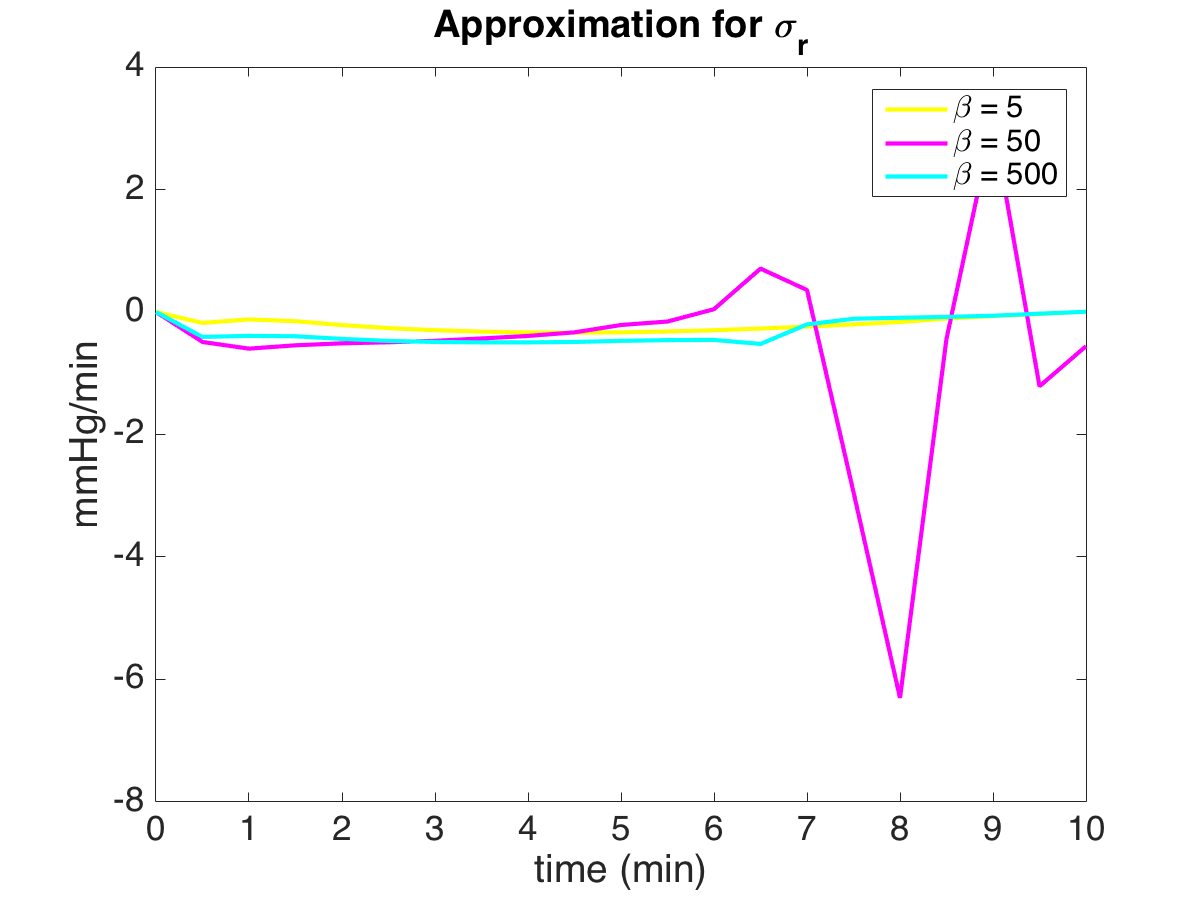 Approximation for σr
4
2
0
-2
-4
-6
-8
mmHg/min
β = 5
β = 50
β = 500
0 1 2 3 4 5 6 7 8 9 10
time (min)